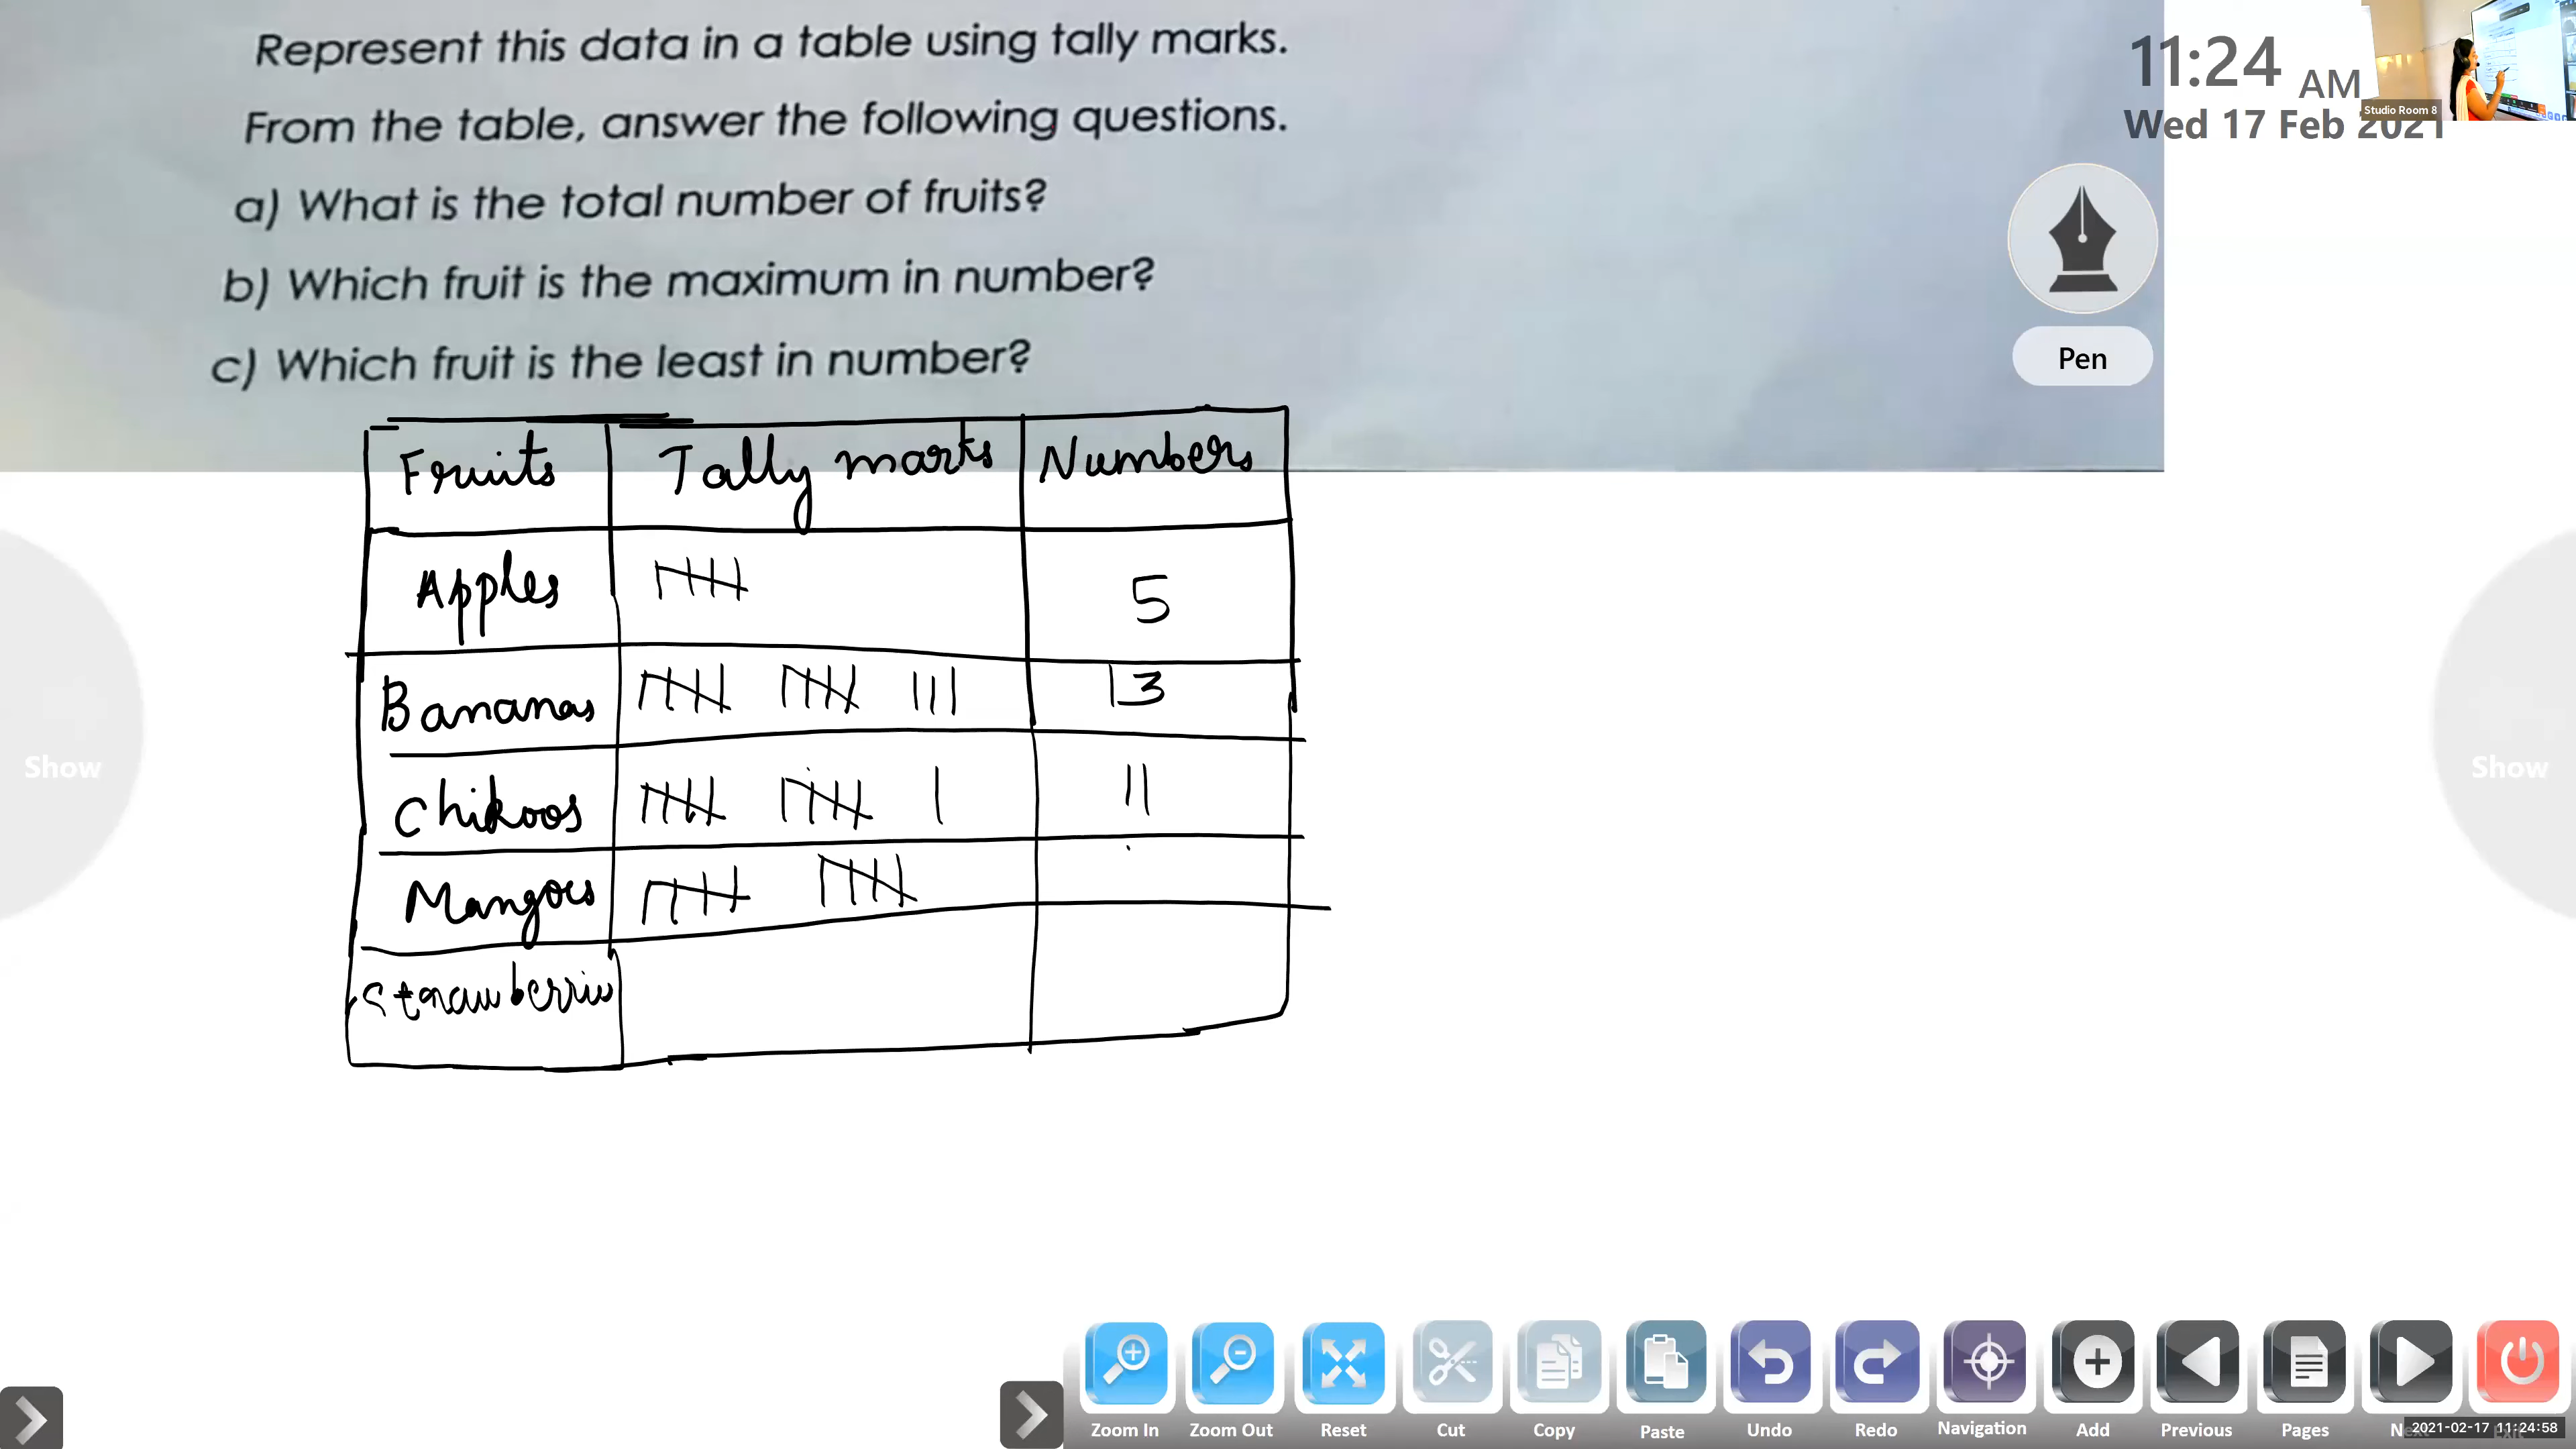 Represent this data in a table using tally marks.
From the table, answer the following questions.
a) What is the total number of fruits?
b) Which fruit is the maximum in number?
c) Which fruit is the least in number?
11:24 AM
Wed 17 Feb 2021
Studio Room 8
Pen
Fruits Tally marks Numbers
Apples 5
Bananas 13
Chikoos 11
Mangoes
Strawberries
Show Show
Zoom In Zoom Out Reset Cut Copy Paste Undo Redo Navigation Add Previous Pages
2021-02-17 11:24:58